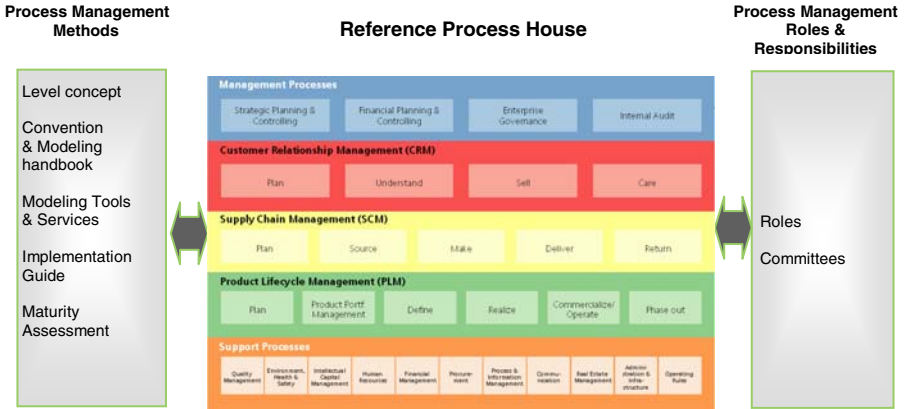 Process Management
Methods
Reference Process House
Process Management
Roles &
Responsibilities
Level concept
Convention
& Modeling
handbook
Modeling Tools
& Services
Implementation
Guide
Maturity
Assessment
Management Processes
Strategic Planning &
Controlling
Financial Planning &
Controlling
Enterprise
Governance
Internal Audit
Customer Relationship Management (CRM)
Plan
Understand
Sell
Care
Supply Chain Management (SCM)
Plan
Source
Make
Deliver
Return
Product Lifecycle Management (PLM)
Plan
Product Portf.
Management
Define
Realize
Commercialize/
Operate
Phase out
Support Processes
Quality
Management
Environment,
Health &
Safety
Intellectual
Capital
Management
Human
Resources
Financial
Management
Procure-
ment
Process &
Information
Management
Commu-
nication
Real Estate
Management
Adminis-
stration &
Infra-
structure
Operating
Rules
Roles
Committees